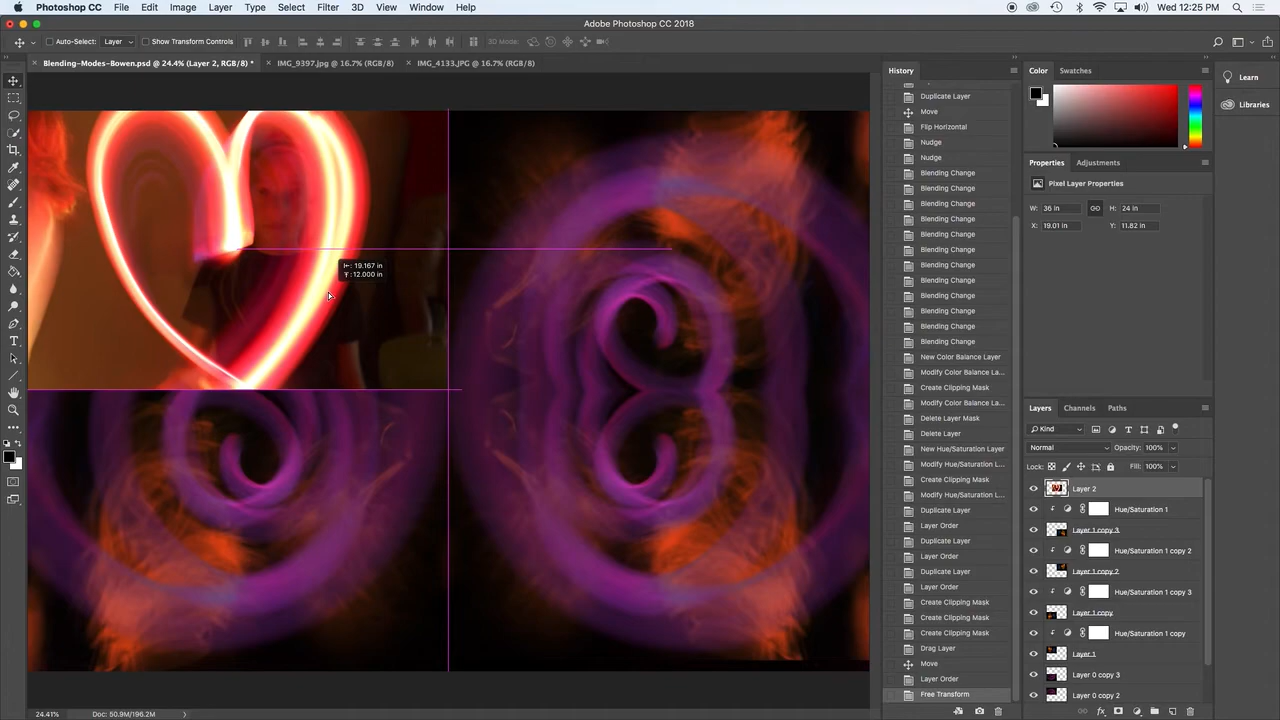 Photoshop CC File Edit Image Layer Type Select Filter 3D View Window Help Wed 12:25 PM
Adobe Photoshop CC 2018
Auto-Select: Layer Show Transform Controls 3D Mode:
Blending-Modes-Bowen.psd @ 24.4% (Layer 2, RGB/8) * IMG_9397.jpg @ 16.7% (RGB/8) IMG_4133.JPG @ 16.7% (RGB/8)
History
Duplicate Layer
Move
Flip Horizontal
Nudge
Nudge
Blending Change
Blending Change
Blending Change
Blending Change
Blending Change
Blending Change
Blending Change
Blending Change
Blending Change
Blending Change
Blending Change
Blending Change
New Color Balance Layer
Modify Color Balance La...
Create Clipping Mask
Modify Color Balance La...
Delete Layer Mask
Delete Layer
New Hue/Saturation Layer
Modify Hue/Saturation L...
Create Clipping Mask
Modify Hue/Saturation L...
Duplicate Layer
Layer Order
Duplicate Layer
Layer Order
Duplicate Layer
Layer Order
Create Clipping Mask
Create Clipping Mask
Create Clipping Mask
Drag Layer
Move
Layer Order
Free Transform
Color Swatches
Learn
Libraries
Properties Adjustments
Pixel Layer Properties
W: 36 in H: 24 in
X: 19.01 in Y: 11.82 in
: 19.167 in
: 12.000 in
Layers Channels Paths
Kind
Normal Opacity: 100%
Lock: Fill: 100%
Layer 2
Hue/Saturation 1
Layer 1 copy 3
Hue/Saturation 1 copy 2
Layer 1 copy 2
Hue/Saturation 1 copy 3
Layer 1 copy
Hue/Saturation 1 copy
Layer 1
Layer 0 copy 3
Layer 0 copy 2
24.41% Doc: 50.9M/196.2M